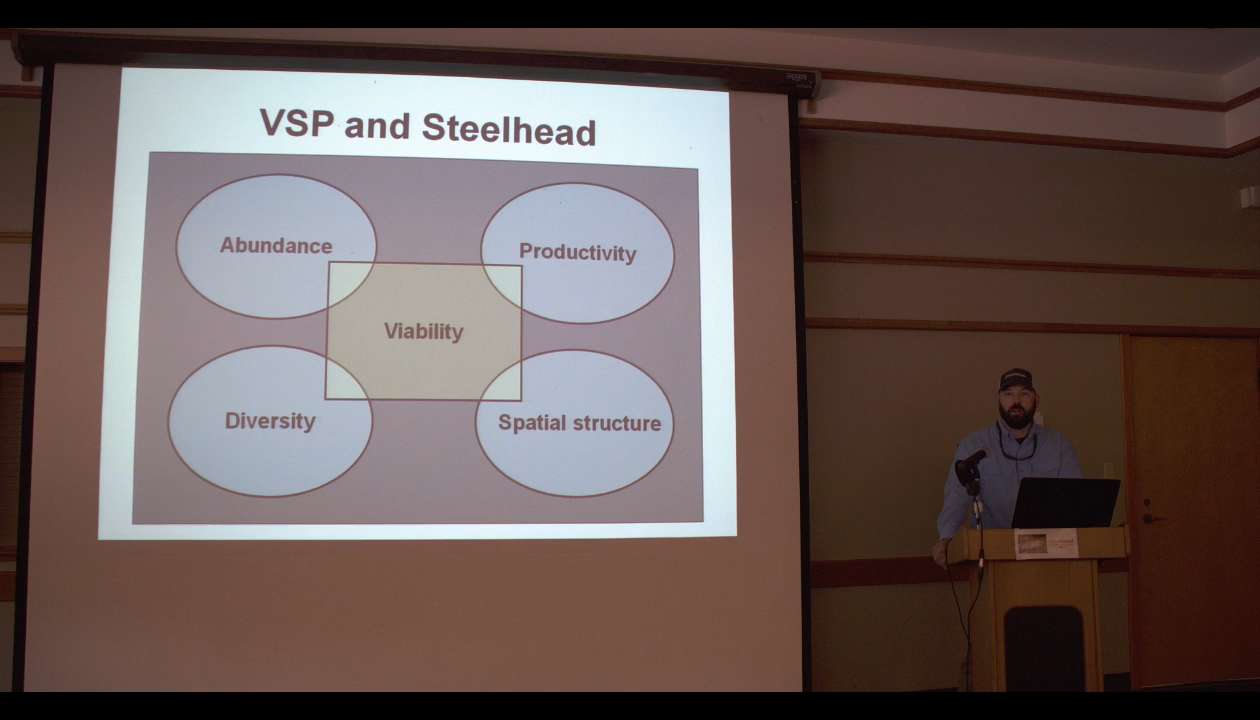 VSP and Steelhead
Abundance
Productivity
Viability
Diversity
Spatial structure